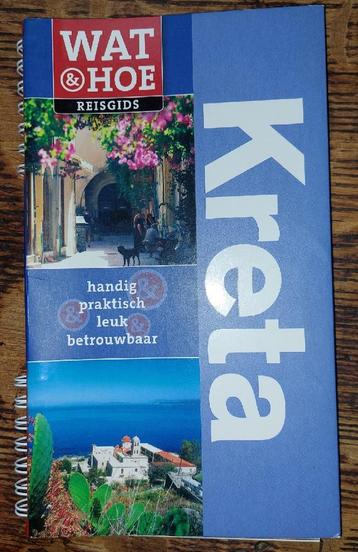 WAT
& HOE
REISGIDS
Kreta
handig
praktisch
leuk
betrouwbaar